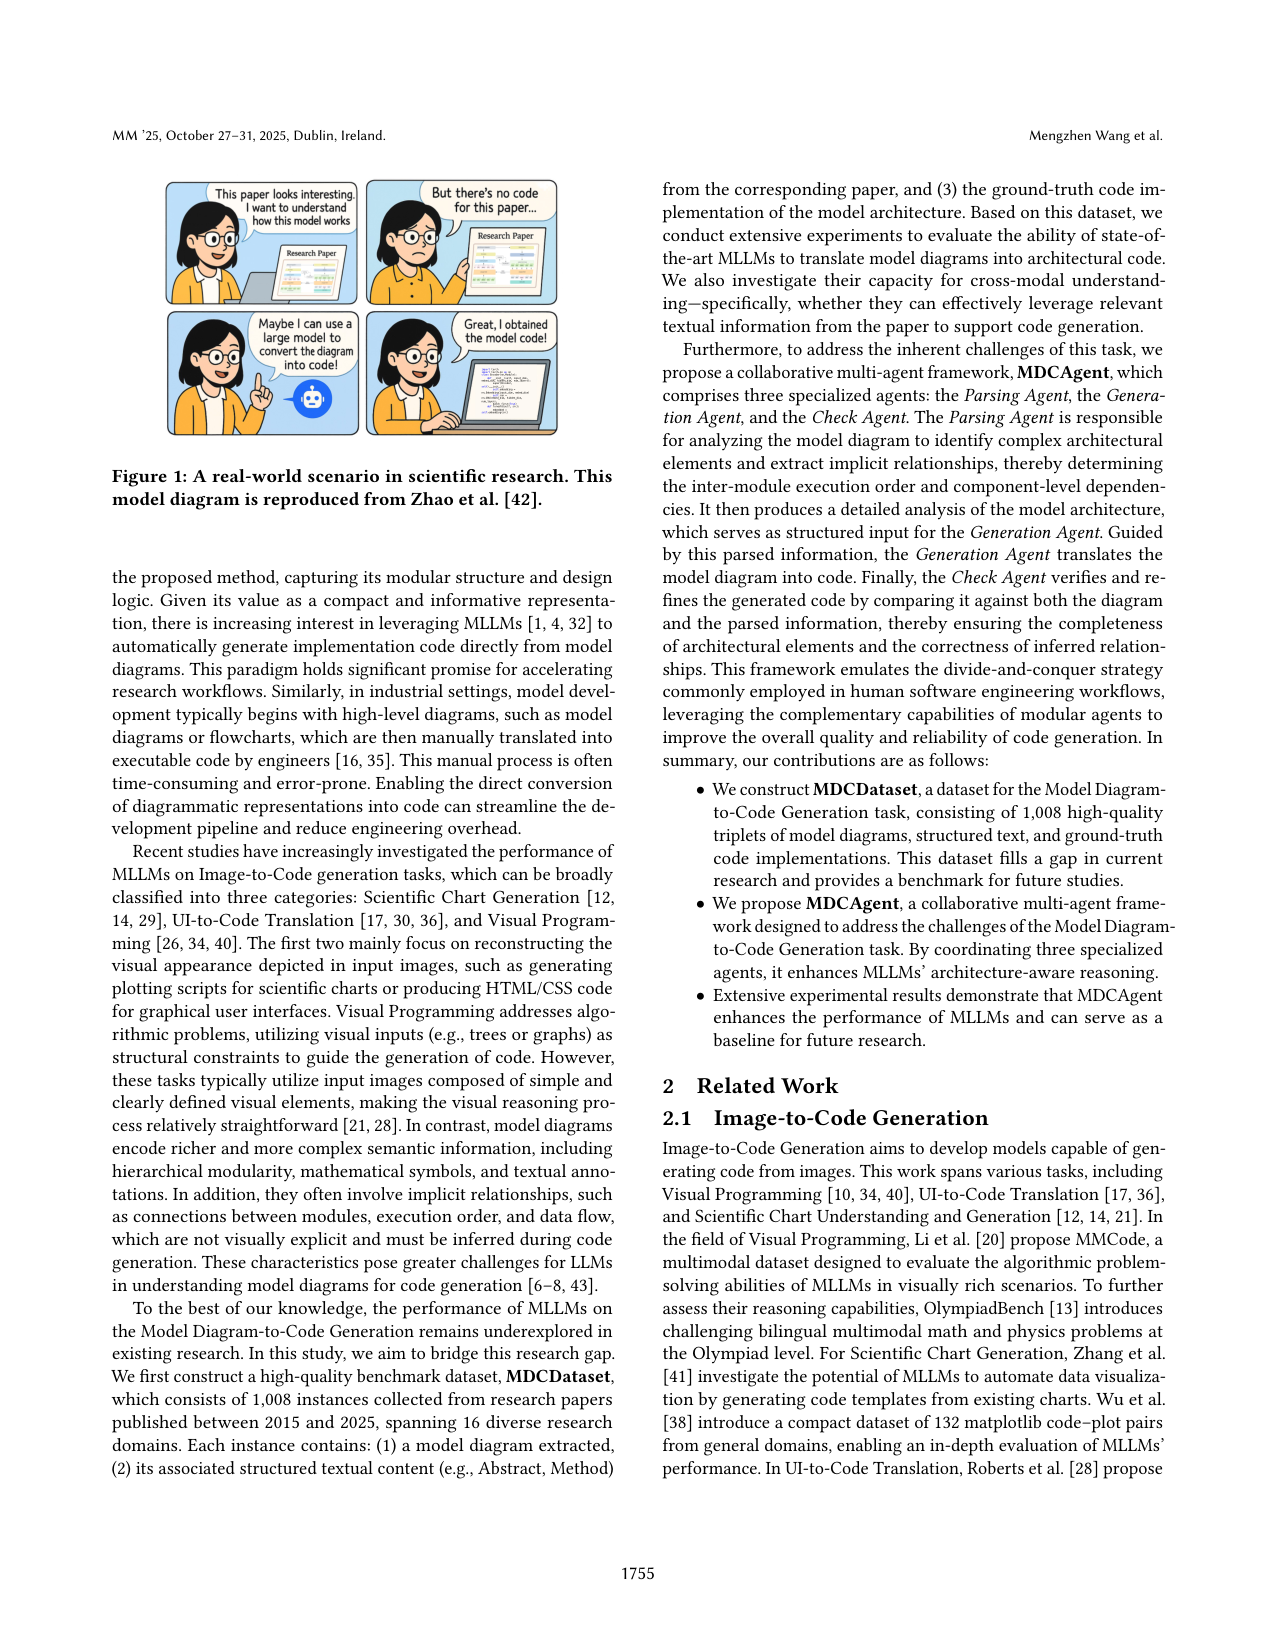 MM ’25, October 27–31, 2025, Dublin, Ireland.
Mengzhen Wang et al.
This paper looks interesting.
I want to understand
how this model works
Research Paper
But there's no code
for this paper...
Research Paper
Maybe I can use a
large model to
convert the diagram
into code!
Great, I obtained
the model code!
Figure 1: A real-world scenario in scientific research. This
model diagram is reproduced from Zhao et al. [42].
the proposed method, capturing its modular structure and design
logic. Given its value as a compact and informative representa-
tion, there is increasing interest in leveraging MLLMs [1, 4, 32] to
automatically generate implementation code directly from model
diagrams. This paradigm holds significant promise for accelerating
research workflows. Similarly, in industrial settings, model devel-
opment typically begins with high-level diagrams, such as model
diagrams or flowcharts, which are then manually translated into
executable code by engineers [16, 35]. This manual process is often
time-consuming and error-prone. Enabling the direct conversion
of diagrammatic representations into code can streamline the de-
velopment pipeline and reduce engineering overhead.
Recent studies have increasingly investigated the performance of
MLLMs on Image-to-Code generation tasks, which can be broadly
classified into three categories: Scientific Chart Generation [12,
14, 29], UI-to-Code Translation [17, 30, 36], and Visual Program-
ming [26, 34, 40]. The first two mainly focus on reconstructing the
visual appearance depicted in input images, such as generating
plotting scripts for scientific charts or producing HTML/CSS code
for graphical user interfaces. Visual Programming addresses algo-
rithmic problems, utilizing visual inputs (e.g., trees or graphs) as
structural constraints to guide the generation of code. However,
these tasks typically utilize input images composed of simple and
clearly defined visual elements, making the visual reasoning pro-
cess relatively straightforward [21, 28]. In contrast, model diagrams
encode richer and more complex semantic information, including
hierarchical modularity, mathematical symbols, and textual anno-
tations. In addition, they often involve implicit relationships, such
as connections between modules, execution order, and data flow,
which are not visually explicit and must be inferred during code
generation. These characteristics pose greater challenges for LLMs
in understanding model diagrams for code generation [6–8, 43].
To the best of our knowledge, the performance of MLLMs on
the Model Diagram-to-Code Generation remains underexplored in
existing research. In this study, we aim to bridge this research gap.
We first construct a high-quality benchmark dataset, MDCDataset,
which consists of 1,008 instances collected from research papers
published between 2015 and 2025, spanning 16 diverse research
domains. Each instance contains: (1) a model diagram extracted,
(2) its associated structured textual content (e.g., Abstract, Method)
from the corresponding paper, and (3) the ground-truth code im-
plementation of the model architecture. Based on this dataset, we
conduct extensive experiments to evaluate the ability of state-of-
the-art MLLMs to translate model diagrams into architectural code.
We also investigate their capacity for cross-modal understand-
ing—specifically, whether they can effectively leverage relevant
textual information from the paper to support code generation.
Furthermore, to address the inherent challenges of this task, we
propose a collaborative multi-agent framework, MDCAgent, which
comprises three specialized agents: the Parsing Agent, the Genera-
tion Agent, and the Check Agent. The Parsing Agent is responsible
for analyzing the model diagram to identify complex architectural
elements and extract implicit relationships, thereby determining
the inter-module execution order and component-level dependen-
cies. It then produces a detailed analysis of the model architecture,
which serves as structured input for the Generation Agent. Guided
by this parsed information, the Generation Agent translates the
model diagram into code. Finally, the Check Agent verifies and re-
fines the generated code by comparing it against both the diagram
and the parsed information, thereby ensuring the completeness
of architectural elements and the correctness of inferred relation-
ships. This framework emulates the divide-and-conquer strategy
commonly employed in human software engineering workflows,
leveraging the complementary capabilities of modular agents to
improve the overall quality and reliability of code generation. In
summary, our contributions are as follows:
• We construct MDCDataset, a dataset for the Model Diagram-
to-Code Generation task, consisting of 1,008 high-quality
triplets of model diagrams, structured text, and ground-truth
code implementations. This dataset fills a gap in current
research and provides a benchmark for future studies.
• We propose MDCAgent, a collaborative multi-agent frame-
work designed to address the challenges of the Model Diagram-
to-Code Generation task. By coordinating three specialized
agents, it enhances MLLMs’ architecture-aware reasoning.
• Extensive experimental results demonstrate that MDCAgent
enhances the performance of MLLMs and can serve as a
baseline for future research.
2 Related Work
2.1 Image-to-Code Generation
Image-to-Code Generation aims to develop models capable of gen-
erating code from images. This work spans various tasks, including
Visual Programming [10, 34, 40], UI-to-Code Translation [17, 36],
and Scientific Chart Understanding and Generation [12, 14, 21]. In
the field of Visual Programming, Li et al. [20] propose MMCode, a
multimodal dataset designed to evaluate the algorithmic problem-
solving abilities of MLLMs in visually rich scenarios. To further
assess their reasoning capabilities, OlympiadBench [13] introduces
challenging bilingual multimodal math and physics problems at
the Olympiad level. For Scientific Chart Generation, Zhang et al.
[41] investigate the potential of MLLMs to automate data visualiza-
tion by generating code templates from existing charts. Wu et al.
[38] introduce a compact dataset of 132 matplotlib code–plot pairs
from general domains, enabling an in-depth evaluation of MLLMs’
performance. In UI-to-Code Translation, Roberts et al. [28] propose
1755